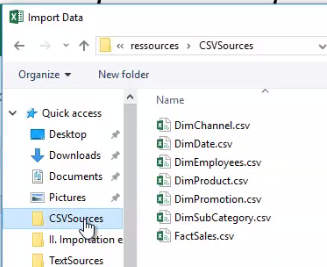 Import Data
« ressources > CSVSources
Organize
New folder
Quick access
Desktop
Downloads
Documents
Pictures
CSVSources
II. Importation e
TextSources
Name
DimChannel.csv
DimDate.csv
DimEmployees.csv
DimProduct.csv
DimPromotion.csv
DimSubCategory.csv
FactSales.csv